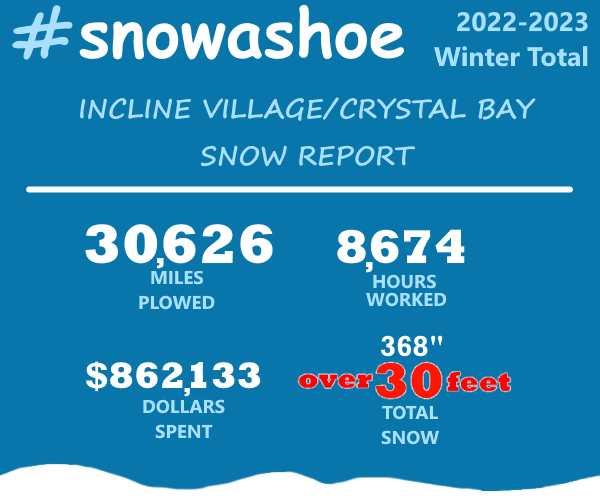 #snowashoe
2022-2023
Winter Total
INCLINE VILLAGE/CRYSTAL BAY
SNOW REPORT
30,626
MILES
PLOWED
8,674
HOURS
WORKED
$862,133
DOLLARS
SPENT
368"
over 30 feet
TOTAL
SNOW